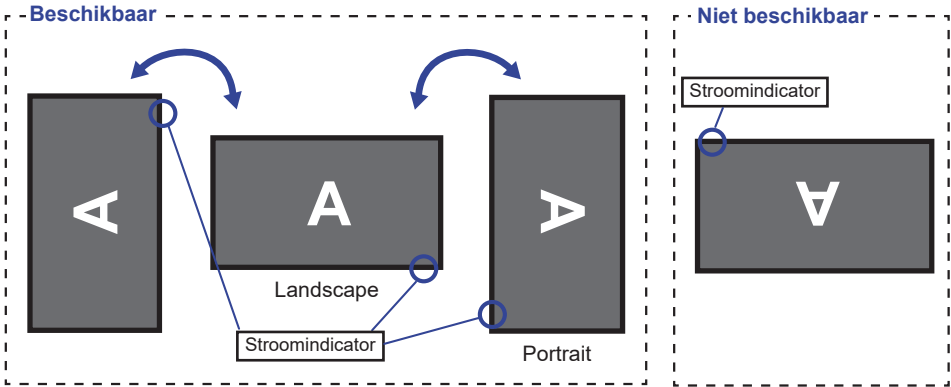 Beschikbaar
A
A
A
Landscape
Stroomindicator
Portrait
Niet beschikbaar
Stroomindicator
A